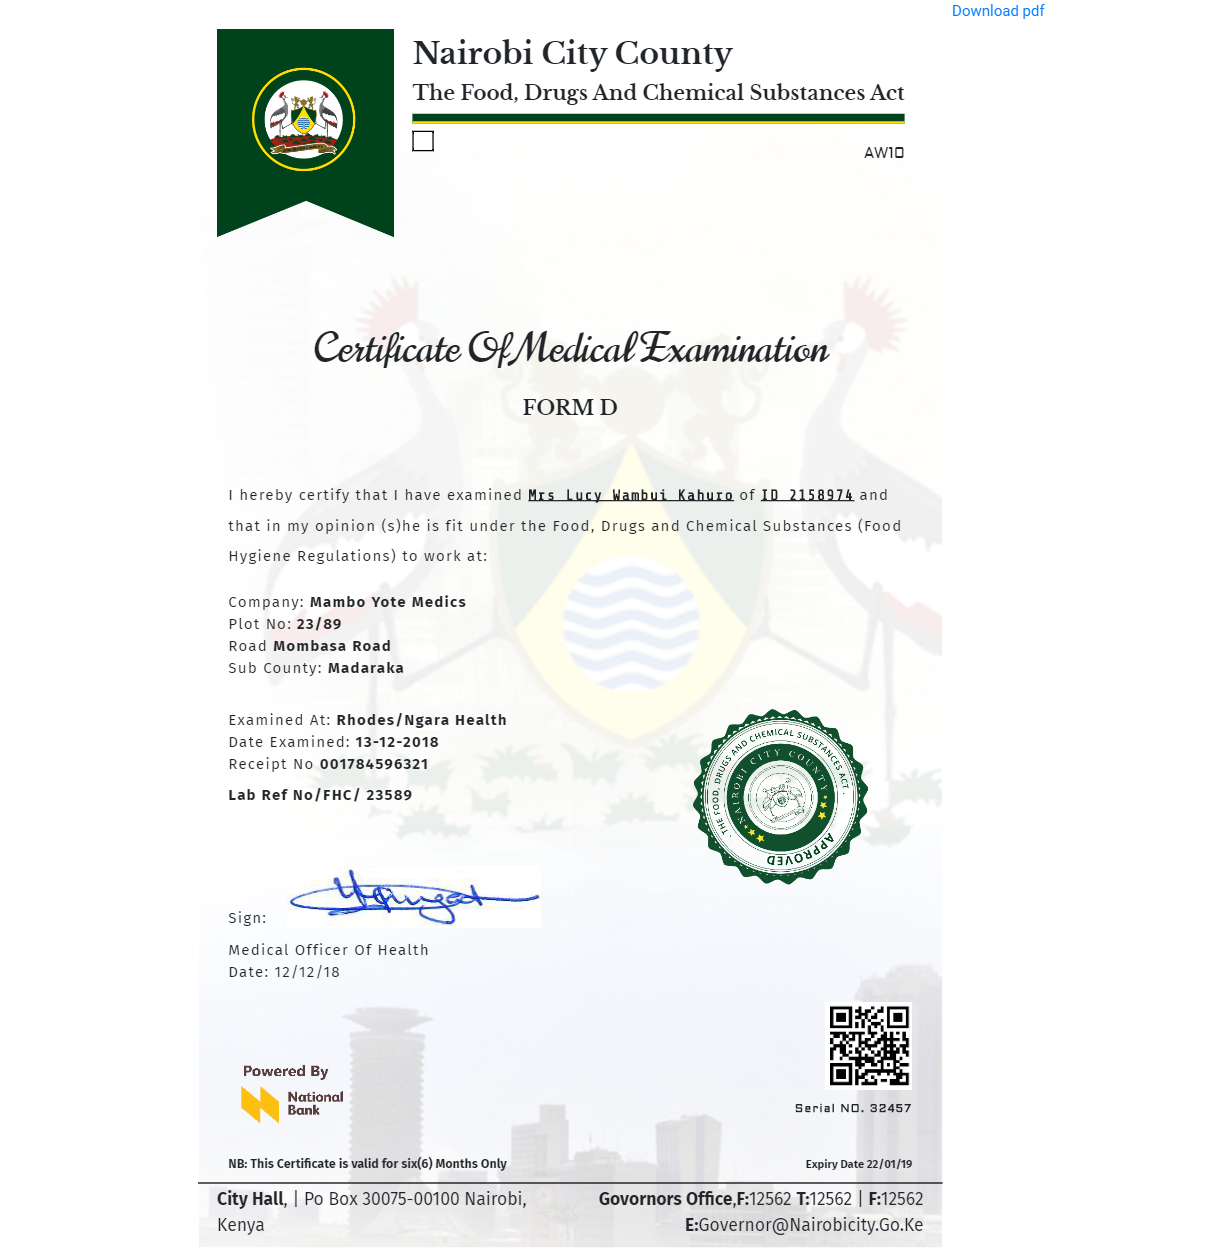 Download pdf
Nairobi City County
The Food, Drugs And Chemical Substances Act
AW10
Certificate Of Medical Examination
FORM D
I hereby certify that I have examined Mrs Lucy Wambui Kahuro of ID 2158974 and
that in my opinion (s)he is fit under the Food, Drugs and Chemical Substances (Food
Hygiene Regulations) to work at:
Company: Mambo Yote Medics
Plot No: 23/89
Road Mombasa Road
Sub County: Madaraka
Examined At: Rhodes/Ngara Health
Date Examined: 13-12-2018
Receipt No 001784596321
Lab Ref No/FHC/ 23589
THE FOOD, DRUGS AND CHEMICAL SUBSTANCES ACT.
NAIROBI CITY COUNTY
APPROVED
Sign:
Medical Officer Of Health
Date: 12/12/18
Powered By
National
Bank
Serial NO. 32457
NB: This Certificate is valid for six(6) Months Only
Expiry Date 22/01/19
City Hall, | Po Box 30075-00100 Nairobi,
Kenya
Govornors Office,F:12562 T:12562 | F:12562
E:Governor@Nairobicity.Go.Ke